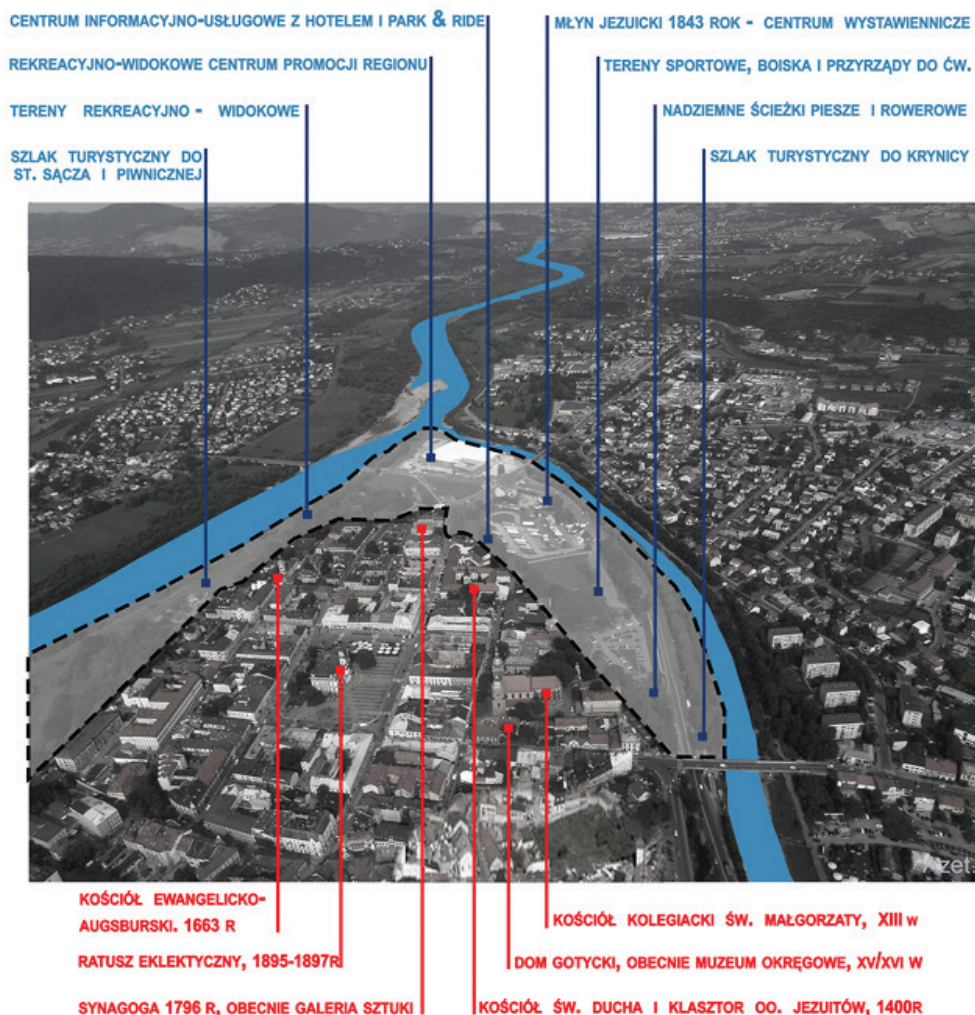 CENTRUM INFORMACYJNO-USŁUGOWE Z HOTELEM I PARK & RIDE
REKREACYJNO-WIDOKOWE CENTRUM PROMOCJI REGIONU
TERENY REKREACYJNO - WIDOKOWE
SZLAK TURYSTYCZNY DO
ST. SĄCZA I PIWNICZNEJ
MŁYN JEZUICKI 1843 ROK - CENTRUM WYSTAWIENNICZE
TERENY SPORTOWE, BOISKA I PRZYRZĄDY DO ĆW.
NADZIEMNE ŚCIEŻKI PIESZE I ROWEROWE
SZLAK TURYSTYCZNY DO KRYNICY
KOŚCIÓŁ EWANGELICKO-
AUGSBURSKI. 1663 R
RATUSZ EKLEKTYCZNY, 1895-1897R
SYNAGOGA 1796 R, OBECNIE GALERIA SZTUKI
KOŚCIÓŁ KOLEGIACKI ŚW. MAŁGORZATY, XIII w
DOM GOTYCKI, OBECNIE MUZEUM OKRĘGOWE, XV/XVI W
KOŚCIÓŁ ŚW. DUCHA I KLASZTOR OO. JEZUITÓW, 1400R